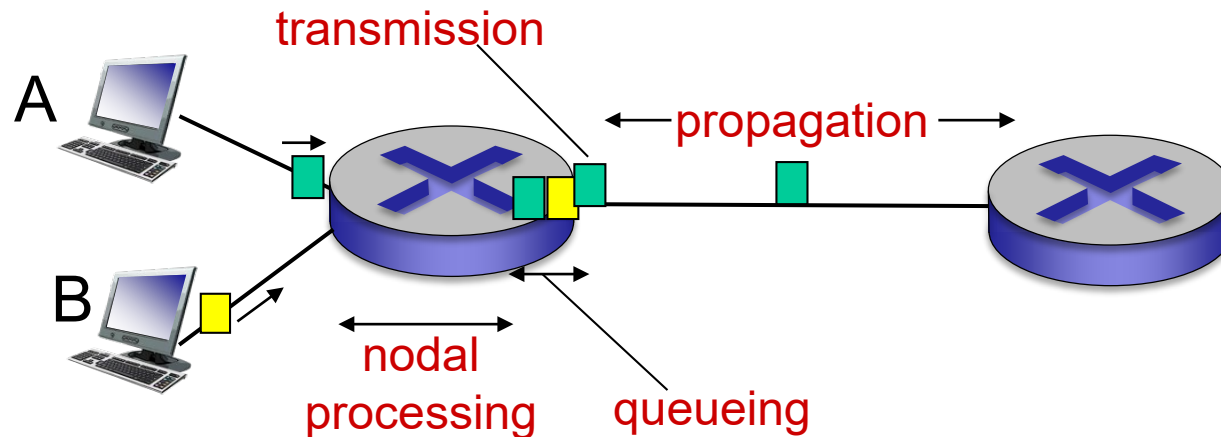 transmission
A
propagation
B
nodal
processing
queueing